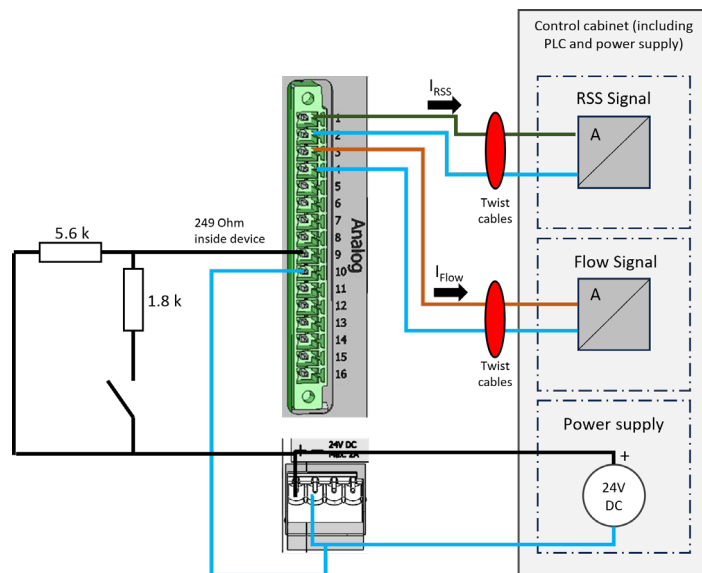 Control cabinet (including
PLC and power supply)
RSS Signal
A
I RSS
Twist
cables
1
2
3
4
5
6
7
8
9
10
11
12
13
14
15
16
Analog
249 Ohm
inside device
5.6 k
1.8 k
Flow Signal
A
I Flow
Twist
cables
Power supply
+
24V
DC
24V DC